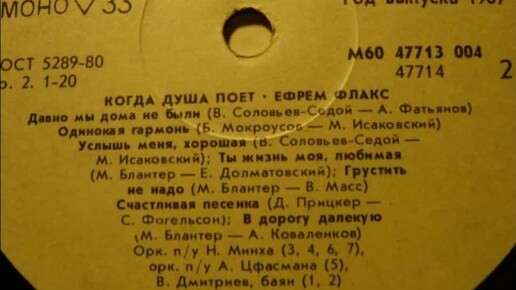 МОНО ▽ 33
ГОД выпуска 1987
ОСТ 5289-80
р. 2. 1-20
М60 47713 004
47714
2
КОГДА ДУША ПОЕТ · ЕФРЕМ ФЛАКС
Давно мы дома не были (В. Соловьев-Седой — А. Фатьянов)
Одинокая гармонь (Б. Мокроусов — М. Исаковский)
Услышь меня, хорошая (В. Соловьев-Седой —
М. Исаковский); Ты жизнь моя, любимая
(М. Блантер — Е. Долматовский); Грустить
не надо (М. Блантер — В. Масс)
Счастливая песенка (Д. Прицкер —
С. Фогельсон); В дорогу далекую
(М. Блантер — А. Коваленков)
Орк. п/у Н. Минха (3, 4, 6, 7),
орк. п/у А. Цфасмана (5),
В. Дмитриев, баян (1, 2)